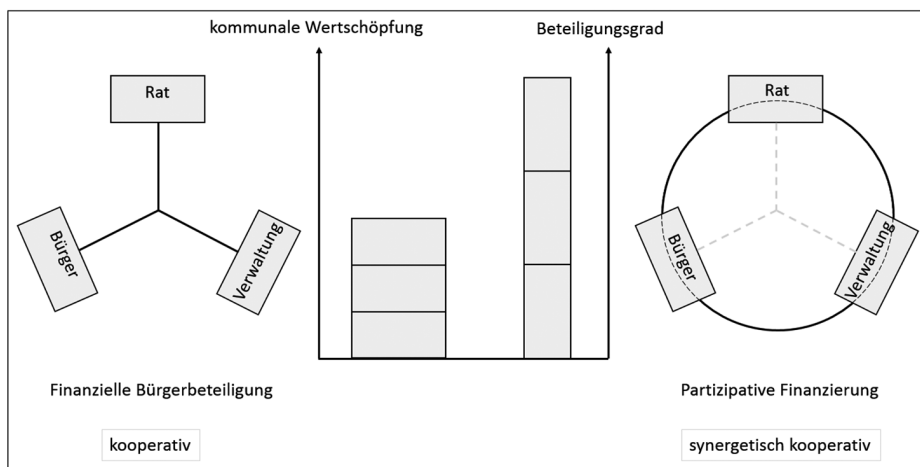 kommunale Wertschöpfung
Beteiligungsgrad
Rat
Bürger
Verwaltung
Rat
Bürger
Verwaltung
Finanzielle Bürgerbeteiligung
Partizipative Finanzierung
kooperativ
synergetisch kooperativ